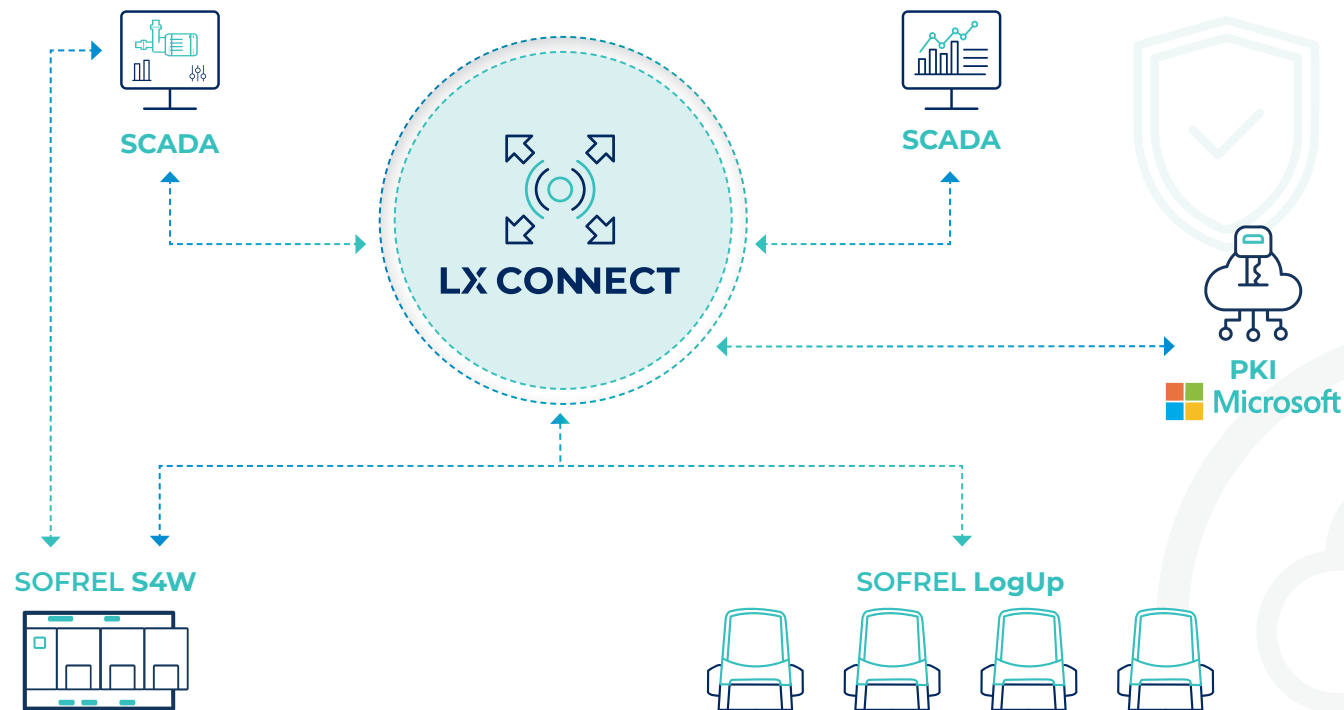 SCADA
SCADA
LX CONNECT
PKI
Microsoft
SOFREL S4W
SOFREL LogUp